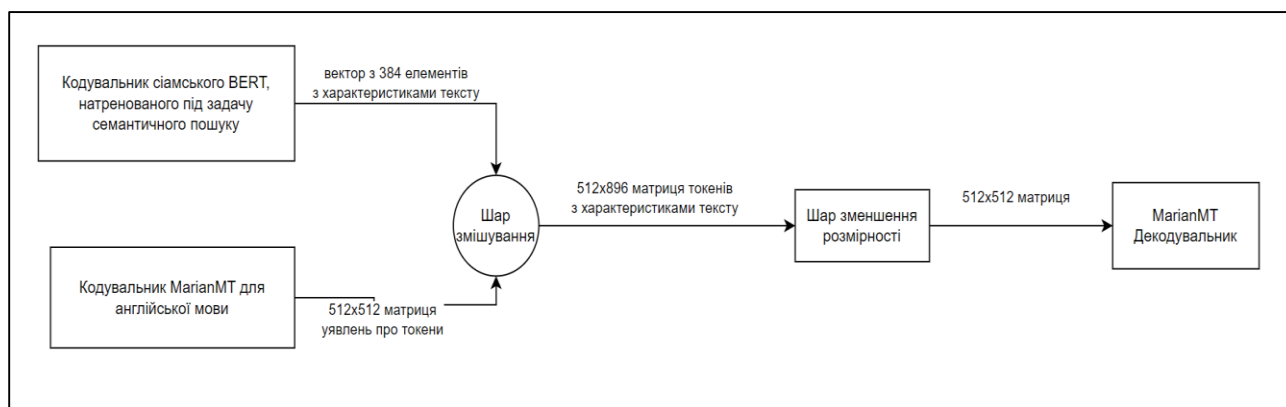 Кодувальник сіамського BERT,
натренованого під задачу
семантичного пошуку
вектор з 384 елементів
з характеристиками тексту
Кодувальник MarianMT для
англійської мови
512x512 матриця
уявлень про токени
Шар
змішування
512x896 матриця токенів
з характеристиками тексту
Шар зменшення
розмірності
512x512 матриця
MarianMT
Декодувальник